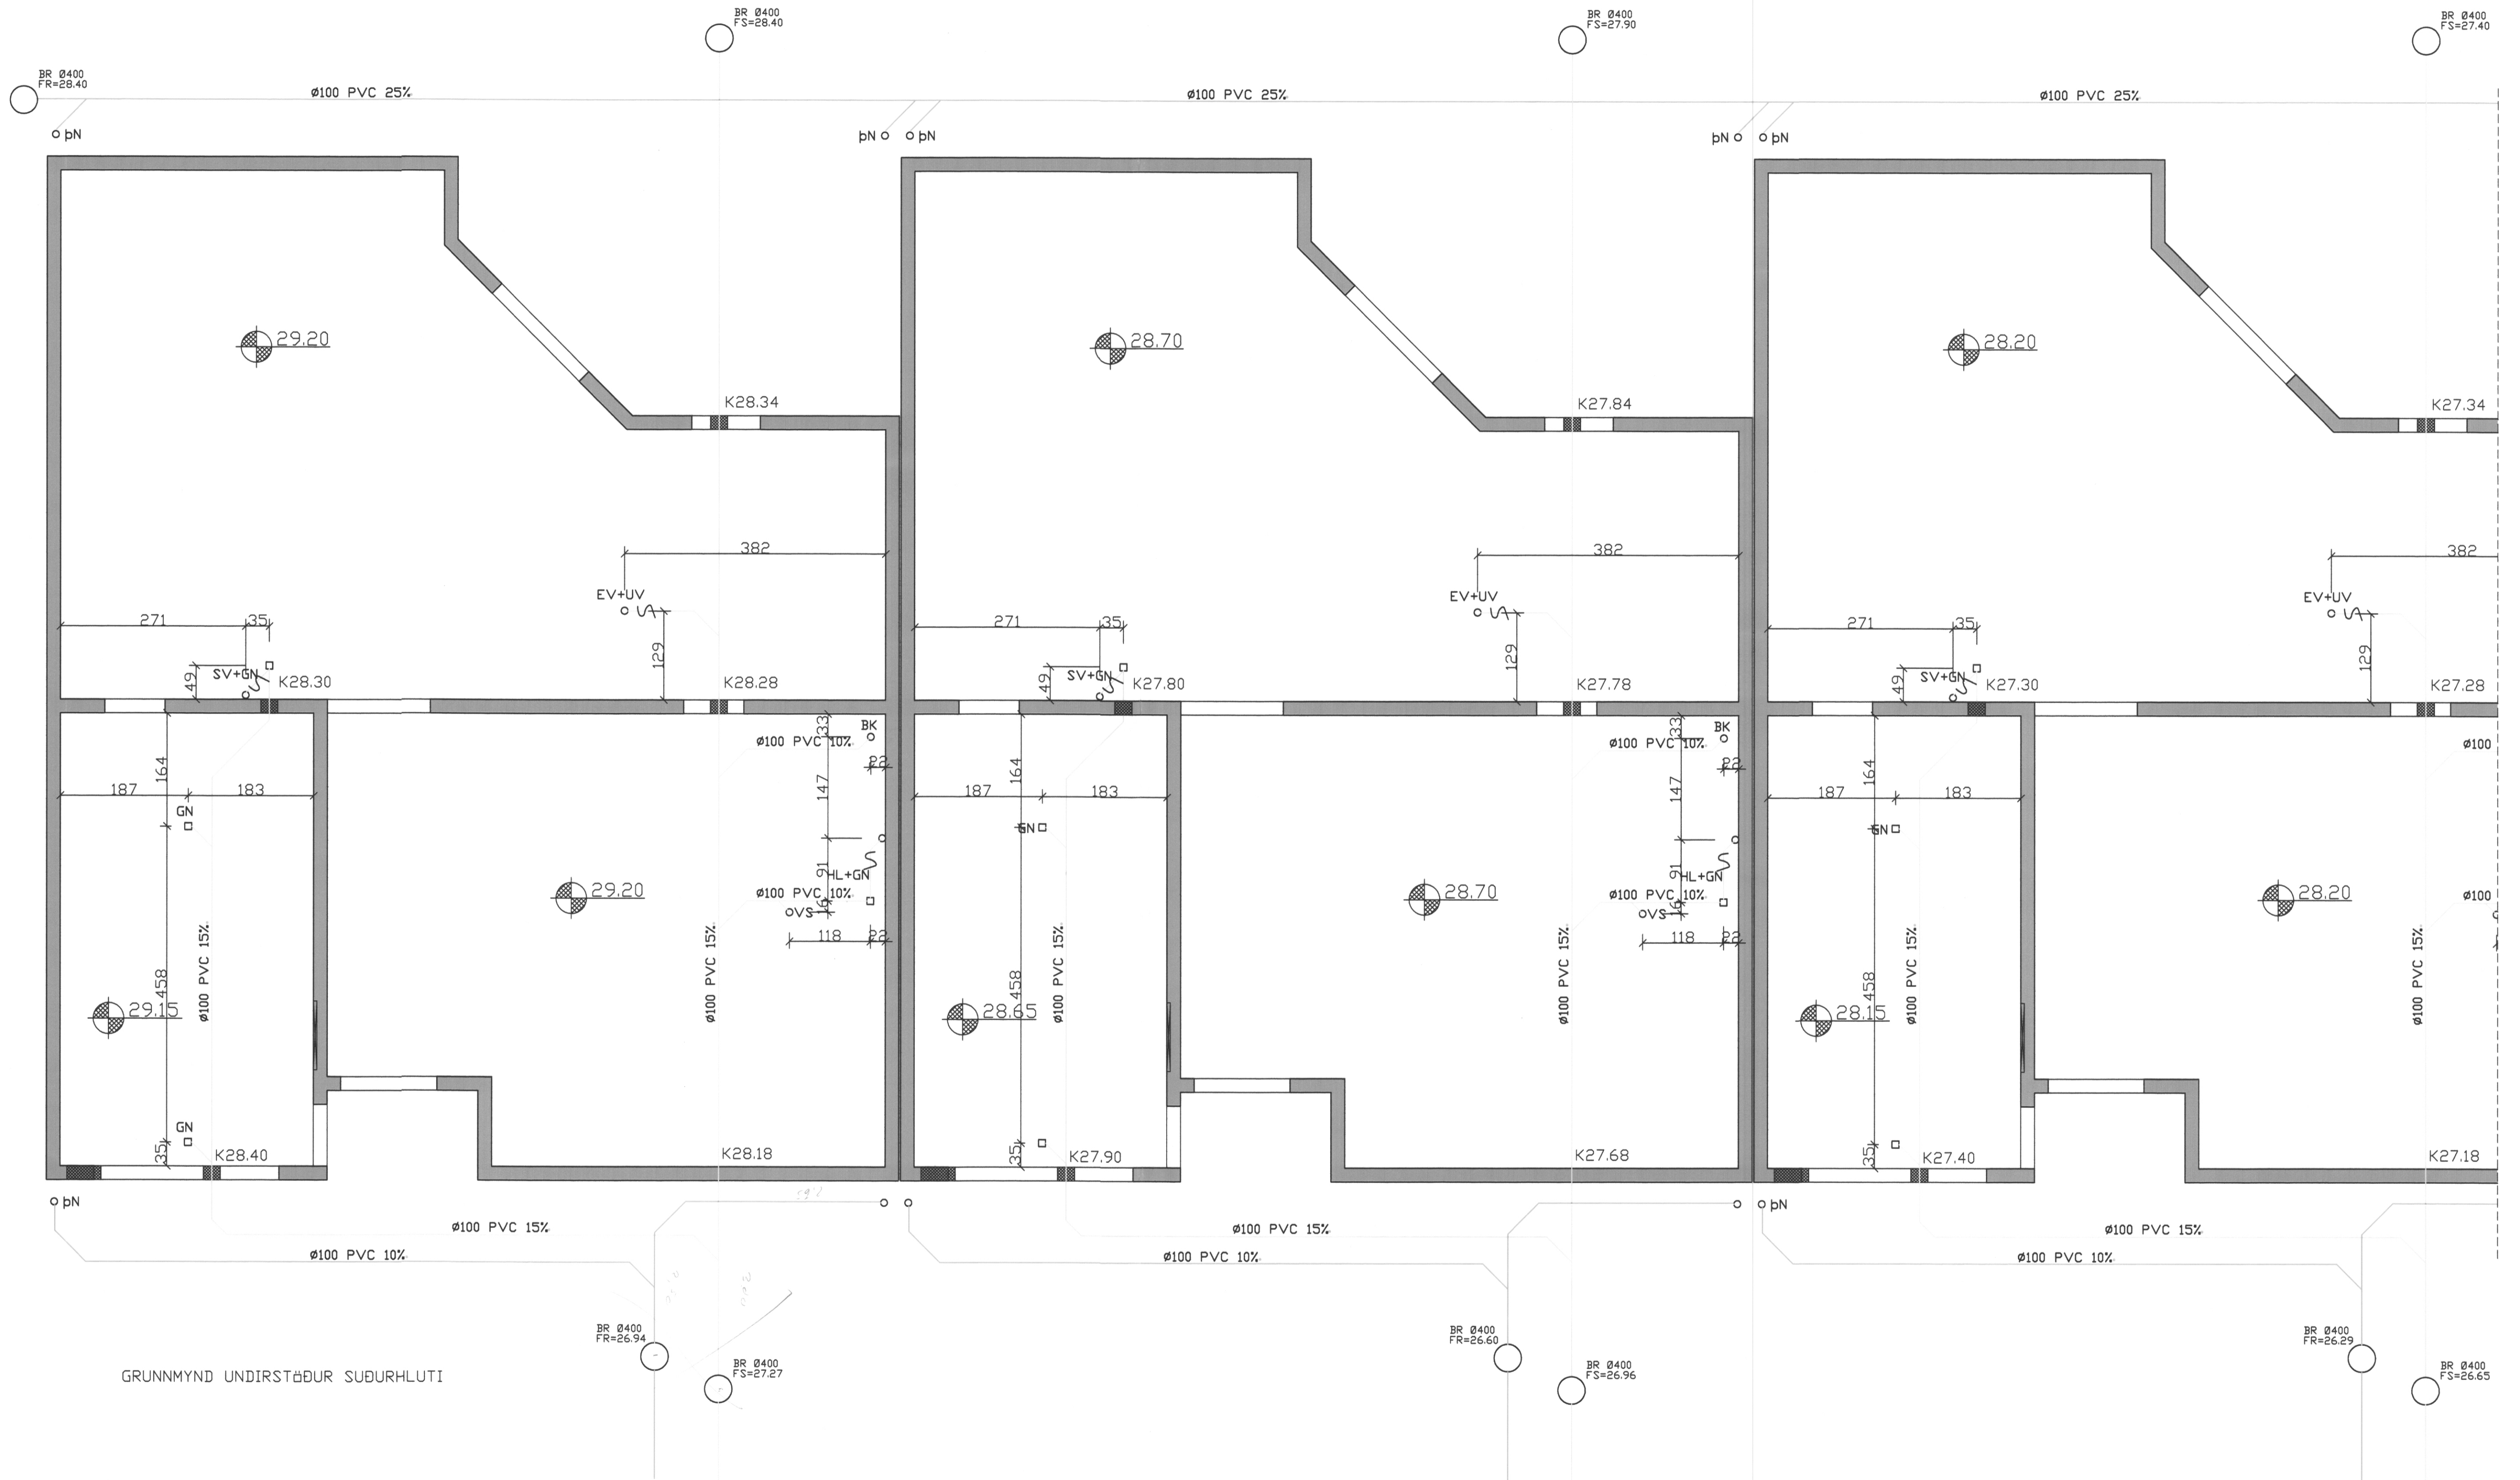 BR Ø400
FS=28.40
BR Ø400
FS=27.90
BR Ø400
FS=27.40
BR Ø400
FR=28.40
Ø100 PVC 25%
Ø100 PVC 25%
Ø100 PVC 25%
ÞN
ÞN
ÞN
ÞN
ÞN
29.20
28.70
28.20
K28.34
K27.84
K27.34
382
382
382
EV+UV
EV+UV
EV+UV
271
35
271
35
271
35
129
129
129
49
SV+GN
K28.30
K28.28
49
SV+GN
K27.80
K27.78
49
SV+GN
K27.30
K27.28
33
BK
Ø100 PVC 10%
33
BK
Ø100 PVC 10%
Ø100
22
22
164
164
164
147
147
187
183
187
183
187
183
GN
GN
GN
91
HL+GN
91
HL+GN
29.20
Ø100 PVC 10%
28.70
Ø100 PVC 10%
28.20
Ø100
16
VS
16
VS
118
22
118
22
Ø100 PVC 15%
Ø100 PVC 15%
Ø100 PVC 15%
Ø100 PVC 15%
Ø100 PVC 15%
Ø100 PVC 15%
458
458
458
29.15
28.65
28.15
GN
35
K28.40
K28.18
35
K27.90
K27.68
35
K27.40
K27.18
ÞN
ÞN
Ø100 PVC 15%
Ø100 PVC 15%
Ø100 PVC 15%
Ø100 PVC 10%
Ø100 PVC 10%
Ø100 PVC 10%
BR Ø400
FR=26.94
BR Ø400
FR=26.60
BR Ø400
FR=26.29
BR Ø400
FS=27.27
BR Ø400
FS=26.96
BR Ø400
FS=26.65
GRUNNMYND UNDIRSTÖÐUR SUÐURHLUTI